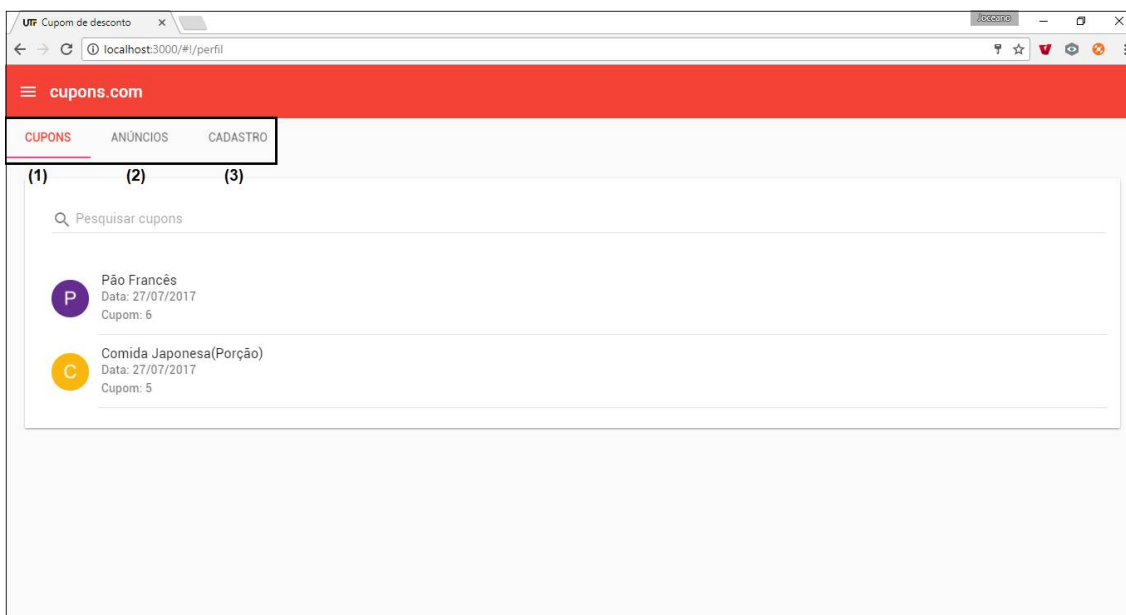 UTF Cupom de desconto
Joceano
localhost:3000/#!/perfil
cupons.com
CUPONS ANÚNCIOS CADASTRO
(1) (2) (3)
Pesquisar cupons
P
Pão Francês
Data: 27/07/2017
Cupom: 6
C
Comida Japonesa(Porção)
Data: 27/07/2017
Cupom: 5